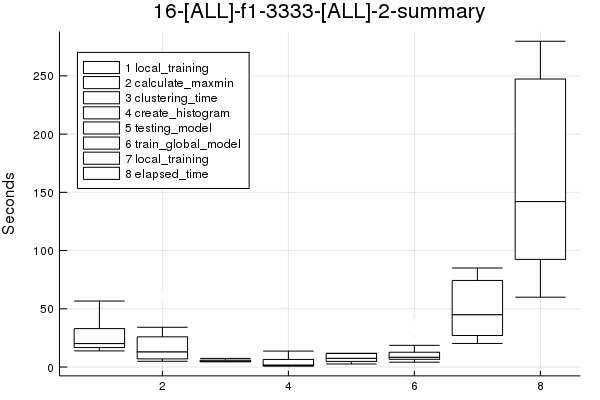 16-[ALL]-f1-3333-[ALL]-2-summary
Seconds
250
200
150
100
50
0
1 local_training
2 calculate_maxmin
3 clustering_time
4 create_histogram
5 testing_model
6 train_global_model
7 local_training
8 elapsed_time
2
4
6
8